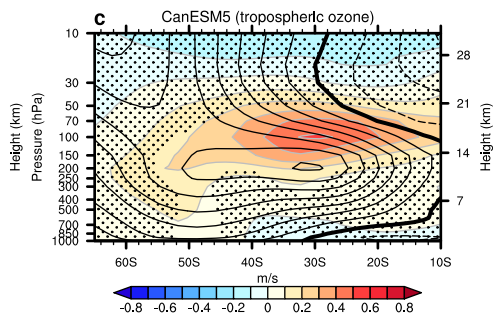 c CanESM5 (tropospheric ozone)
Height (km)
Pressure (hPa)
10
30
50
70
100
150
200
250
300
400
500
700
850
1000
28
21
14
7
Height (km)
60S 50S 40S 30S 20S 10S
m/s
-0.8 -0.6 -0.4 -0.2 0 0.2 0.4 0.6 0.8